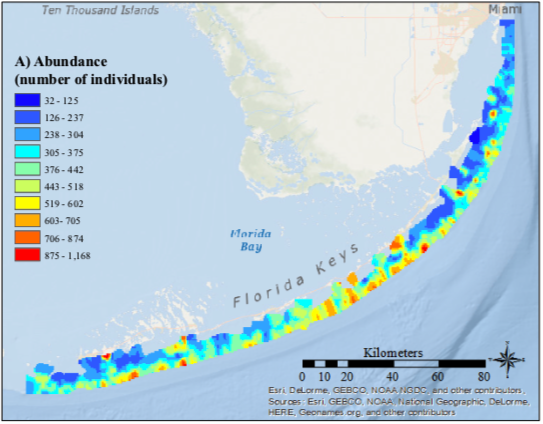 Ten Thousand Islands
Miami
A) Abundance
(number of individuals)
32 - 125
126 - 237
238 - 304
305 - 375
376 - 442
443 - 518
519 - 602
603- 705
706 - 874
875 - 1,168
Florida
Bay
Florida Keys
Kilometers
0 10 20 40 60 80
Esri, DeLorme, GEBCO, NOAA NGDC, and other contributors,
Sources: Esri, GEBCO, NOAA, National Geographic, DeLorme,
HERE, Geonames.org, and other contributors